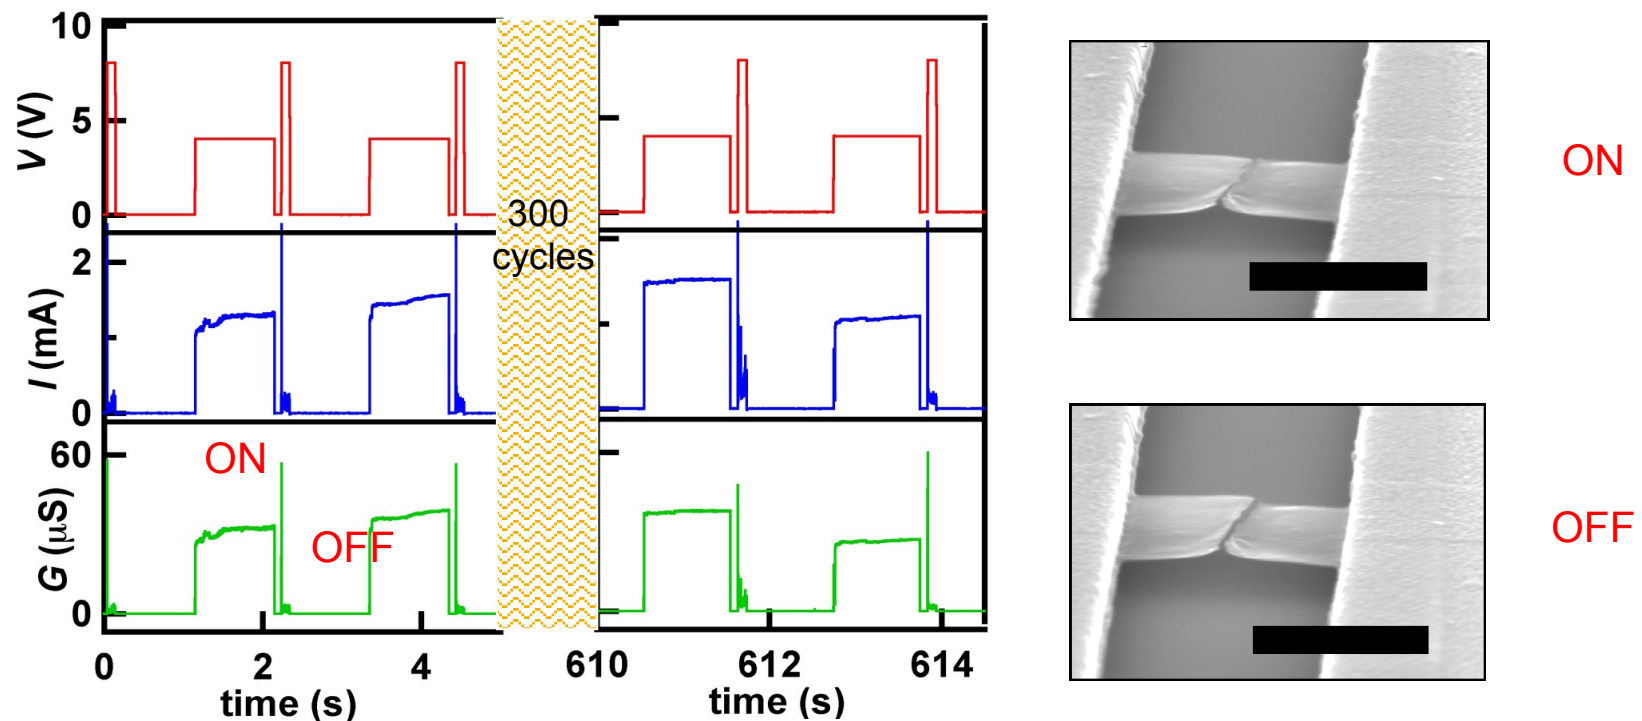 10
5
0
V (V)
2
0
I (mA)
60
0
G (μS)
ON
OFF
300
cycles
0 2 4
time (s)
610 612 614
time (s)
ON
OFF